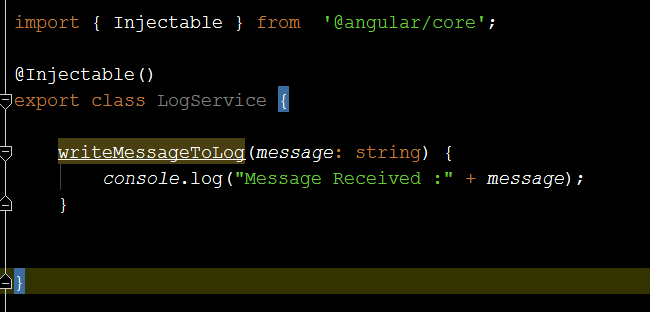 import { Injectable } from  '@angular/core';
@Injectable()
export class LogService {
writeMessageToLog(message: string) {
console.log("Message Received :" + message);
}
}